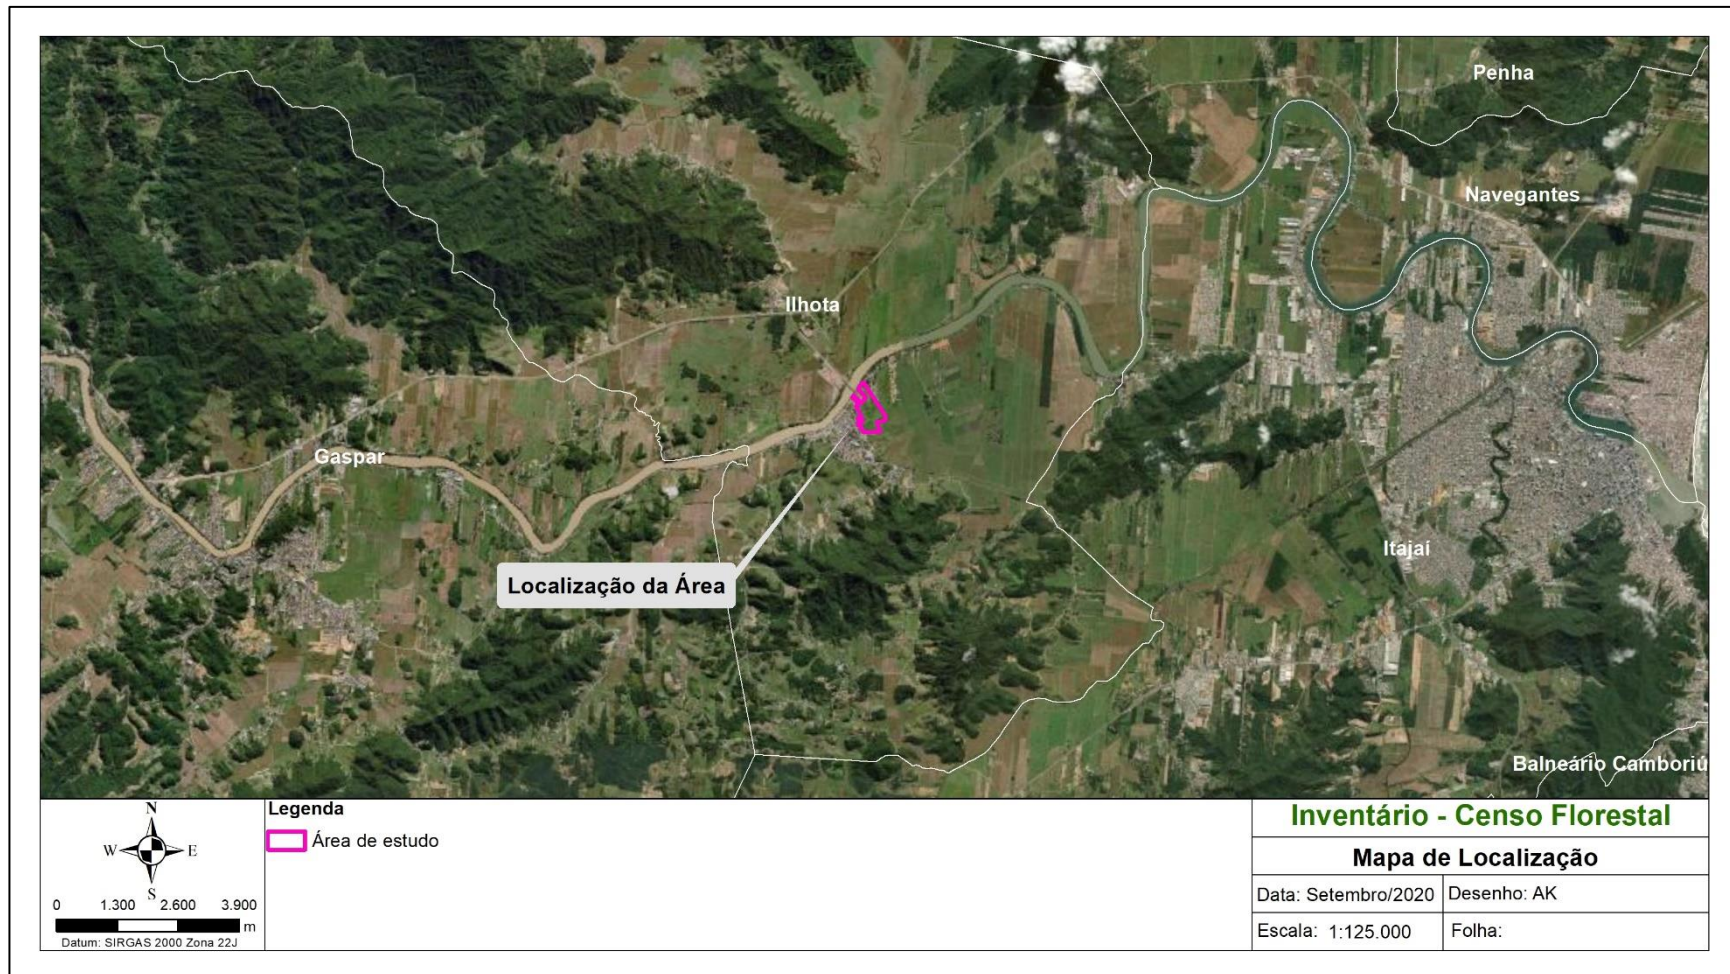 Penha
Navegantes
Ilhota
Gaspar
Itajaí
Localização da Área
Balneário Camboriú
N
W E
S
0 1.300 2.600 3.900
m
Datum: SIRGAS 2000 Zona 22J
Legenda
Área de estudo
Inventário - Censo Florestal
Mapa de Localização
Data: Setembro/2020 Desenho: AK
Escala: 1:125.000 Folha: